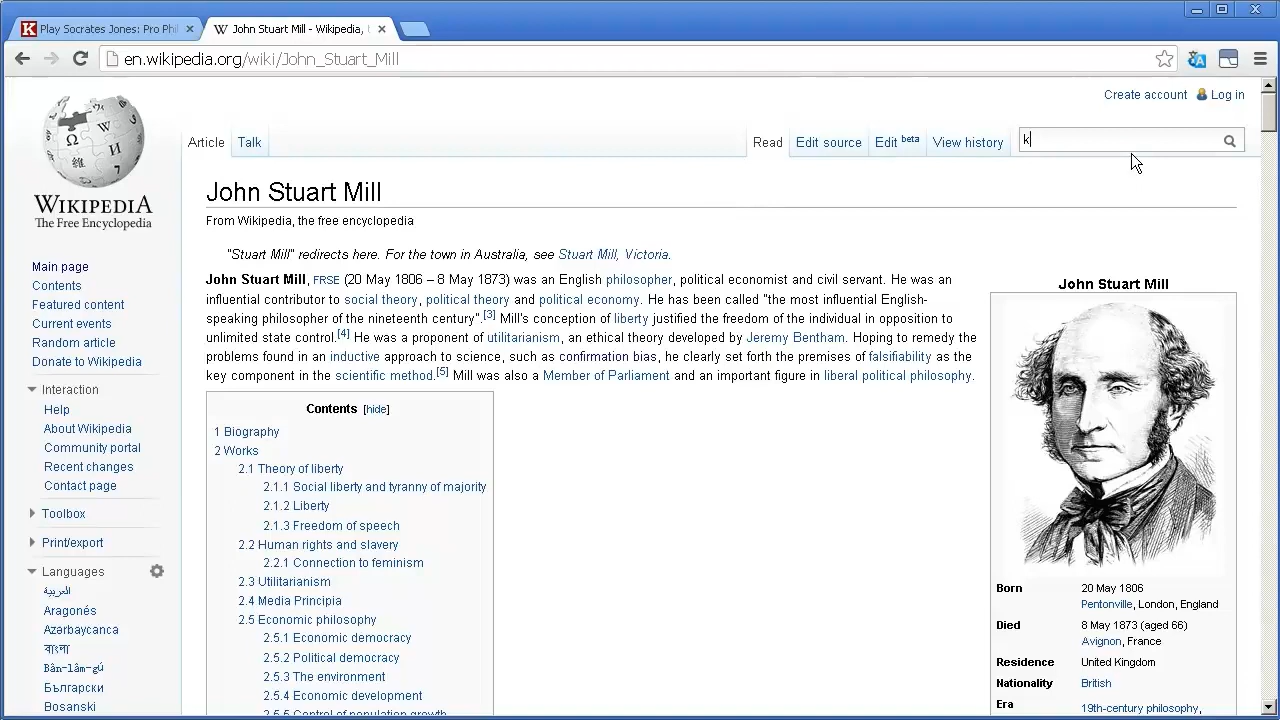 Play Socrates Jones: Pro Phil
John Stuart Mill - Wikipedia,
en.wikipedia.org/wiki/John_Stuart_Mill
Create account Log in
Article Talk Read Edit source Edit beta View history k
WIKIPEDIA
The Free Encyclopedia
Main page
Contents
Featured content
Current events
Random article
Donate to Wikipedia
Interaction
Help
About Wikipedia
Community portal
Recent changes
Contact page
Toolbox
Print/export
Languages
العربية
Aragonés
Azərbaycanca
বাংলা
Bân-lâm-gú
Български
Bosanski
John Stuart Mill
From Wikipedia, the free encyclopedia
"Stuart Mill" redirects here. For the town in Australia, see Stuart Mill, Victoria.
John Stuart Mill, FRSE (20 May 1806 – 8 May 1873) was an English philosopher, political economist and civil servant. He was an
influential contributor to social theory, political theory and political economy. He has been called "the most influential English-
speaking philosopher of the nineteenth century".[3] Mill's conception of liberty justified the freedom of the individual in opposition to
unlimited state control.[4] He was a proponent of utilitarianism, an ethical theory developed by Jeremy Bentham. Hoping to remedy the
problems found in an inductive approach to science, such as confirmation bias, he clearly set forth the premises of falsifiability as the
key component in the scientific method.[5] Mill was also a Member of Parliament and an important figure in liberal political philosophy.
Contents [hide]
1 Biography
2 Works
2.1 Theory of liberty
2.1.1 Social liberty and tyranny of majority
2.1.2 Liberty
2.1.3 Freedom of speech
2.2 Human rights and slavery
2.2.1 Connection to feminism
2.3 Utilitarianism
2.4 Media Principia
2.5 Economic philosophy
2.5.1 Economic democracy
2.5.2 Political democracy
2.5.3 The environment
2.5.4 Economic development
2.5.5 Control of population growth
John Stuart Mill
Born 20 May 1806
Pentonville, London, England
Died 8 May 1873 (aged 66)
Avignon, France
Residence United Kingdom
Nationality British
Era 19th-century philosophy,